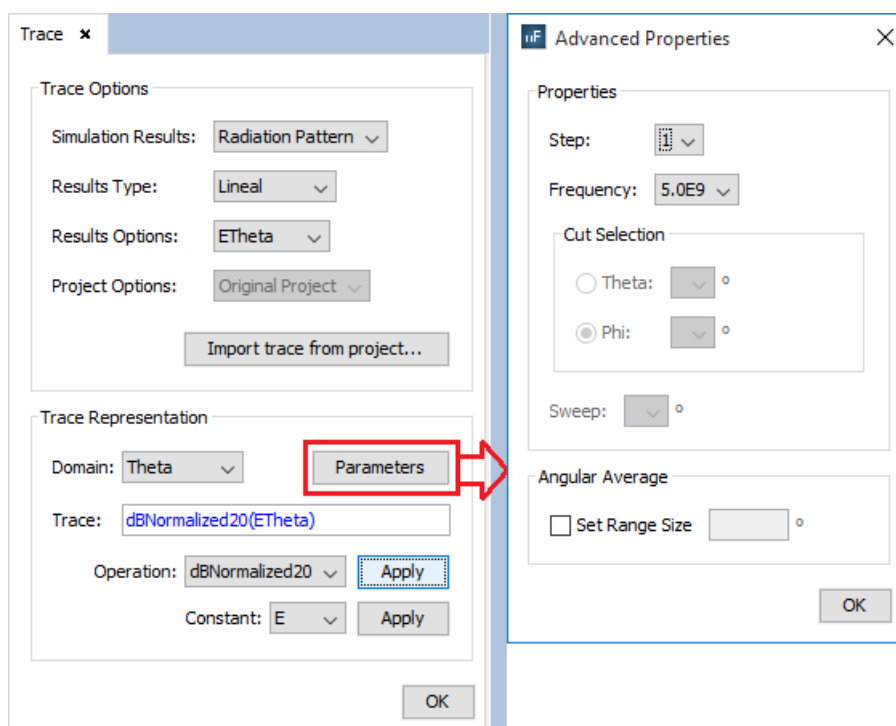 Trace ×
Trace Options
Simulation Results: Radiation Pattern
Results Type: Lineal
Results Options: ETheta
Project Options: Original Project
Import trace from project...
Trace Representation
Domain: Theta
Parameters
Trace: dBNormalized20(ETheta)
Operation: dBNormalized20 Apply
Constant: E Apply
OK
nF Advanced Properties
Properties
Step: 1
Frequency: 5.0E9
Cut Selection
Theta: º
Phi: º
Sweep: º
Angular Average
Set Range Size º
OK